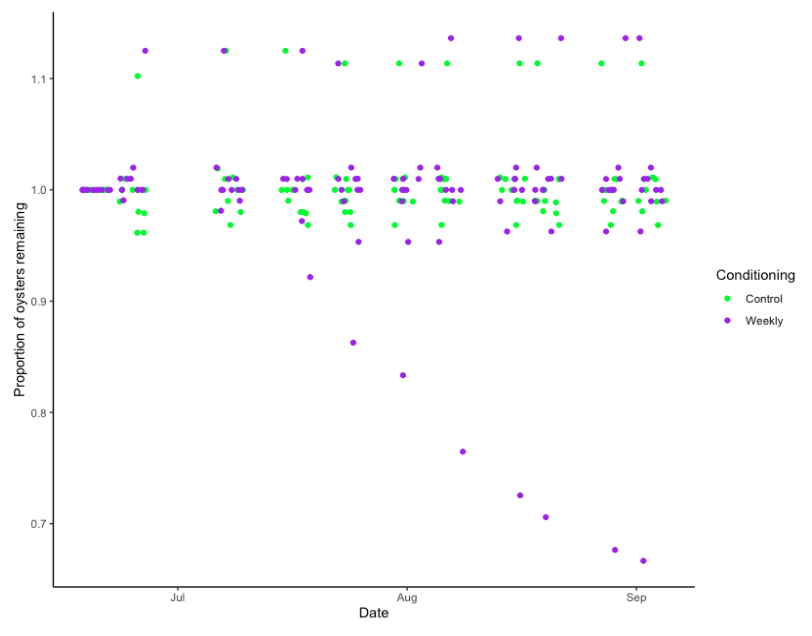 1.1
1.0
0.9
0.8
0.7
Proportion of oysters remaining
Jul
Aug
Sep
Date
Conditioning
Control
Weekly